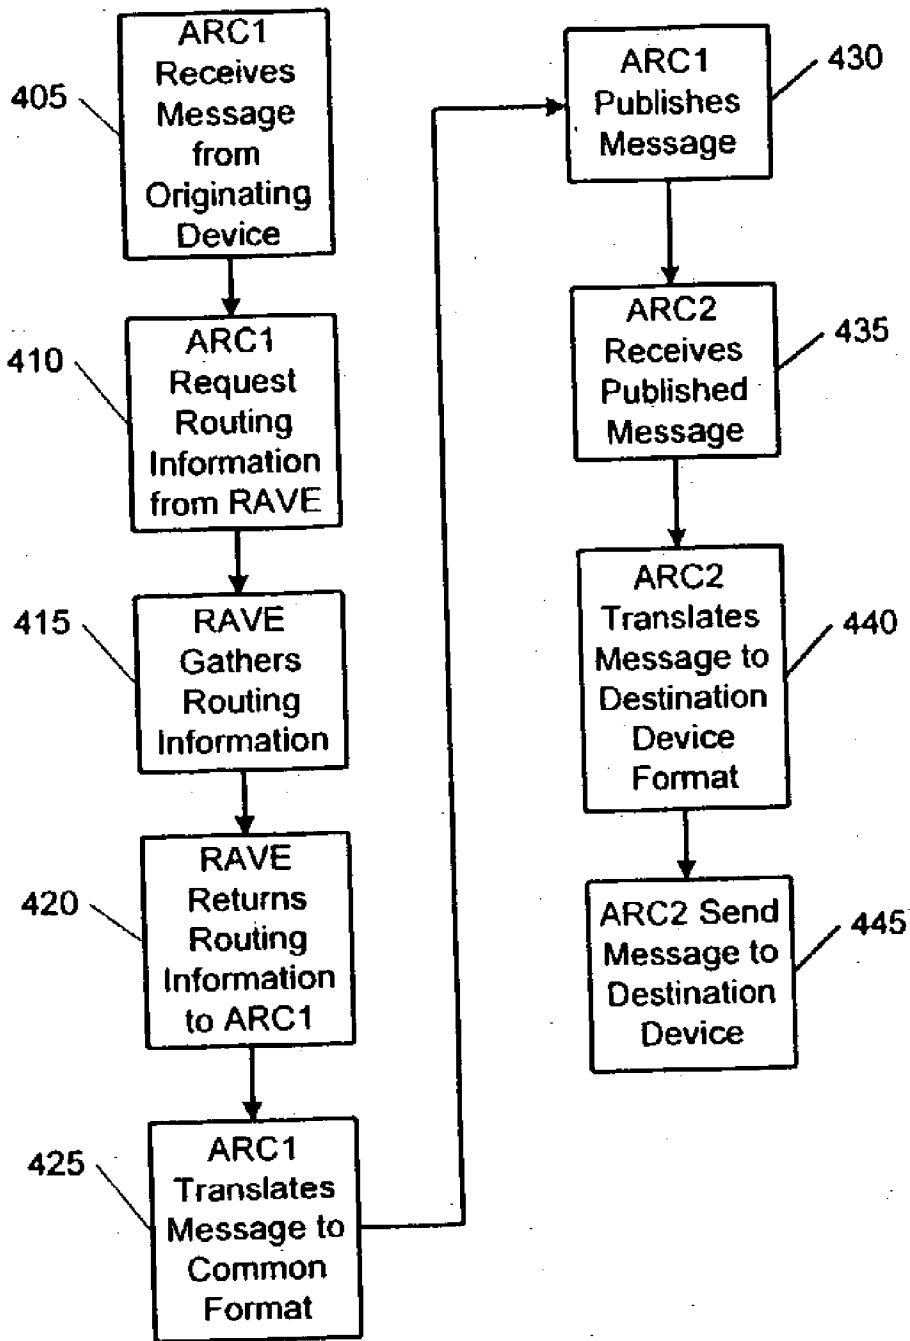 405
ARC1
Receives
Message
from
Originating
Device
410
ARC1
Request
Routing
Information
from RAVE
415
RAVE
Gathers
Routing
Information
420
RAVE
Returns
Routing
Information
to ARC1
425
ARC1
Translates
Message to
Common
Format
430
ARC1
Publishes
Message
435
ARC2
Receives
Published
Message
440
ARC2
Translates
Message to
Destination
Device
Format
445
ARC2 Send
Message to
Destination
Device